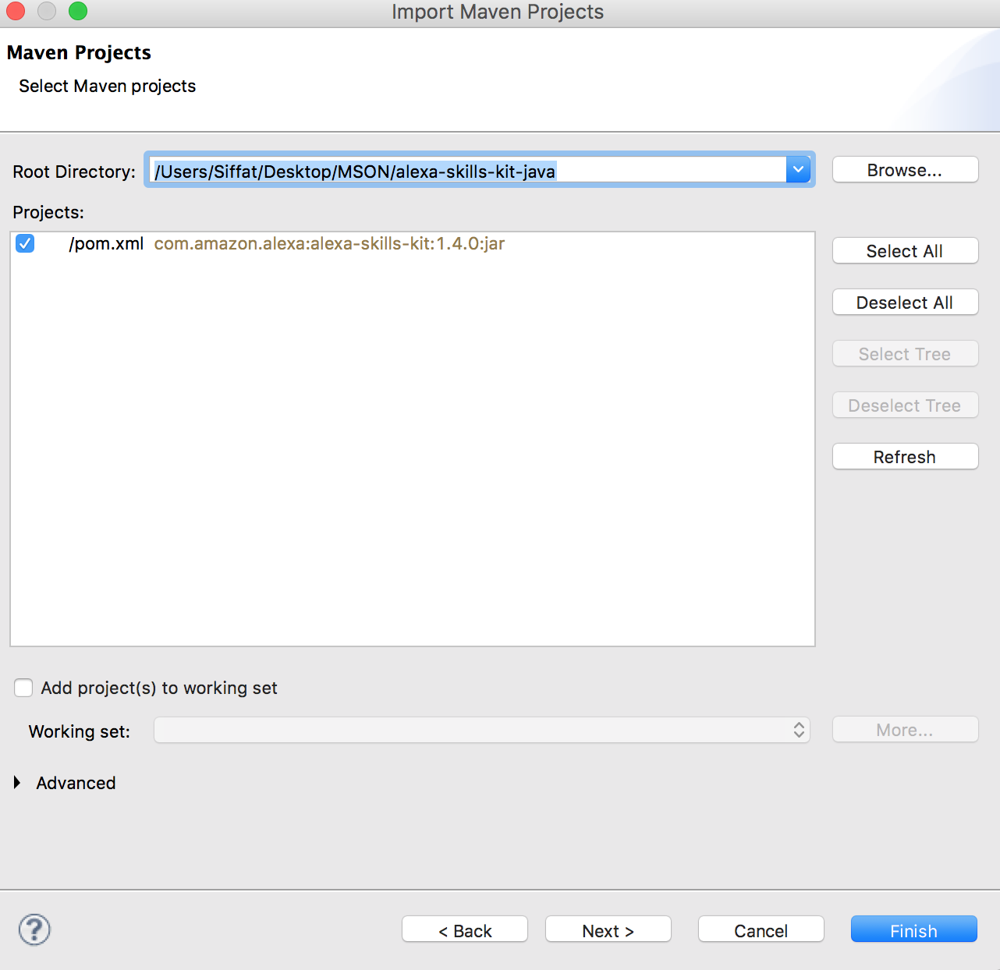 Import Maven Projects
Maven Projects
Select Maven projects
Root Directory: /Users/Siffat/Desktop/MSON/alexa-skills-kit-java Browse...
Projects:
/pom.xml com.amazon.alexa:alexa-skills-kit:1.4.0:jar
Select All
Deselect All
Select Tree
Deselect Tree
Refresh
Add project(s) to working set
Working set: More...
Advanced
? < Back Next > Cancel Finish